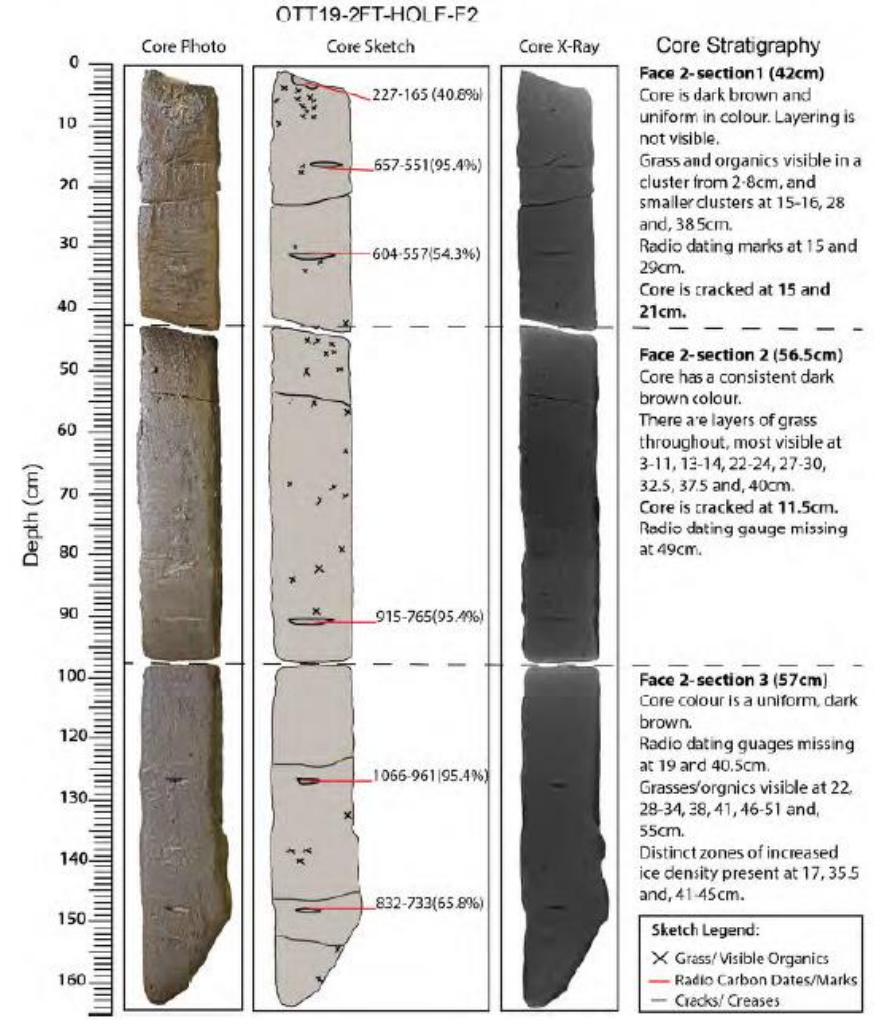 OTT19-2FT-HOLE-F2
Core Photo
Core Sketch
Core X-Ray
Core Stratigraphy
Depth (cm)
0
10
20
30
40
50
60
70
80
90
100
120
130
140
150
160
227-165 (40.8%)
657-551(95.4%)
604-557(54.3%)
915-765(95.4%)
1066-961(95.4%)
832-733(65.8%)
Face 2-section1 (42cm)
Core is dark brown and
uniform in colour. Layering is
not visible.
Grass and organics visible in a
cluster from 2-8cm, and
smaller clusters at 15-16, 28
and, 38.5cm.
Radio dating marks at 15 and
29cm.
Core is cracked at 15 and
21cm.
Face 2-section 2 (56.5cm)
Core has a consistent dark
brown colour.
There are layers of grass
throughout, most visible at
3-11, 13-14, 22-24, 27-30,
32.5, 37.5 and, 40cm.
Core is cracked at 11.5cm.
Radio dating gauge missing
at 49cm.
Face 2-section 3 (57cm)
Core colour is a uniform, dark
brown.
Radio dating guages missing
at 19 and 40.5cm.
Grasses/orgnics visible at 22,
28-34, 38, 41, 46-51 and,
55cm.
Distinct zones of increased
ice density present at 17, 35.5
and, 41-45cm.
Sketch Legend:
Grass/ Visible Organics
Radio Carbon Dates/Marks
Cracks/ Creases